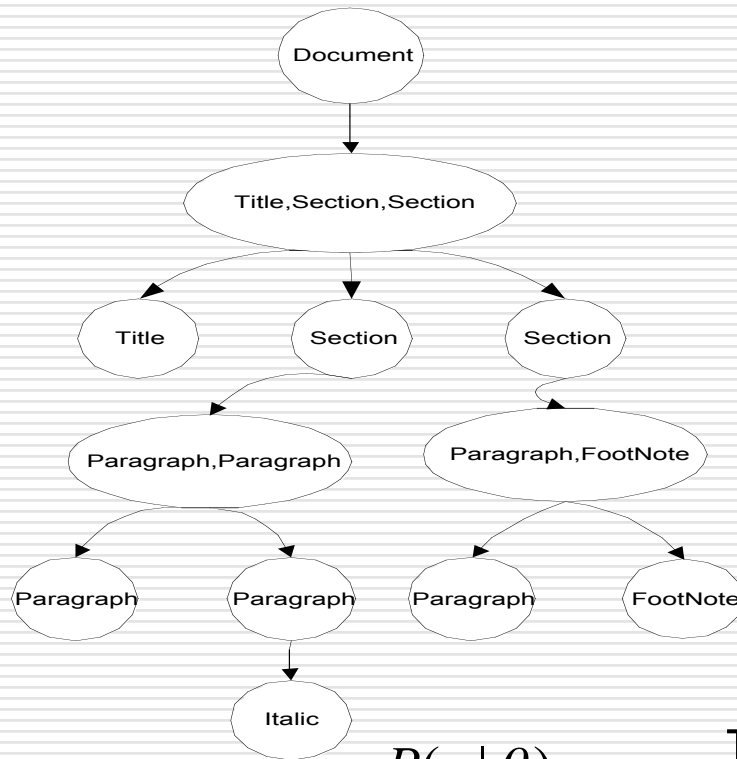 Document
Title,Section,Section
Title Section Section
Paragraph,Paragraph Paragraph,FootNote
Paragraph Paragraph Paragraph FootNote
Italic
P( | θ)